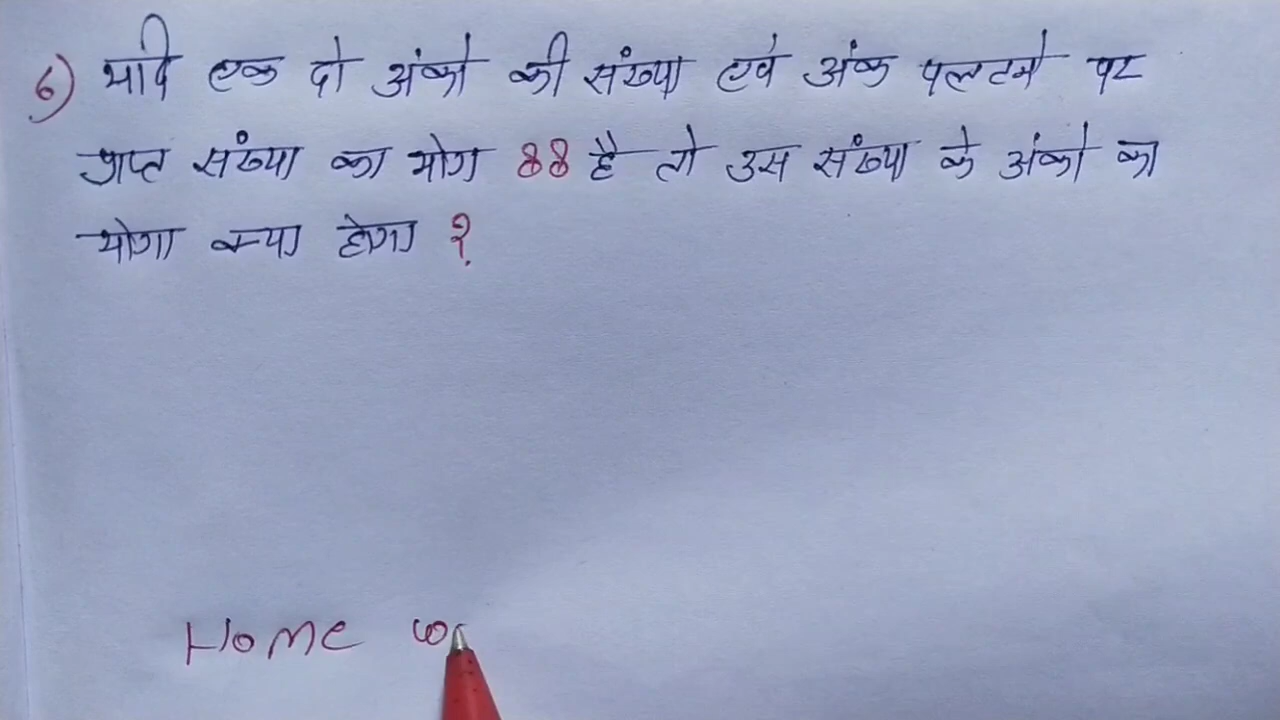 6) यदि एक दो अंको की संख्या एवं अंक पलटने पर
प्राप्त संख्या का योग 88 है तो उस संख्या के अंको का
योगा क्या होगा ?
Home wo